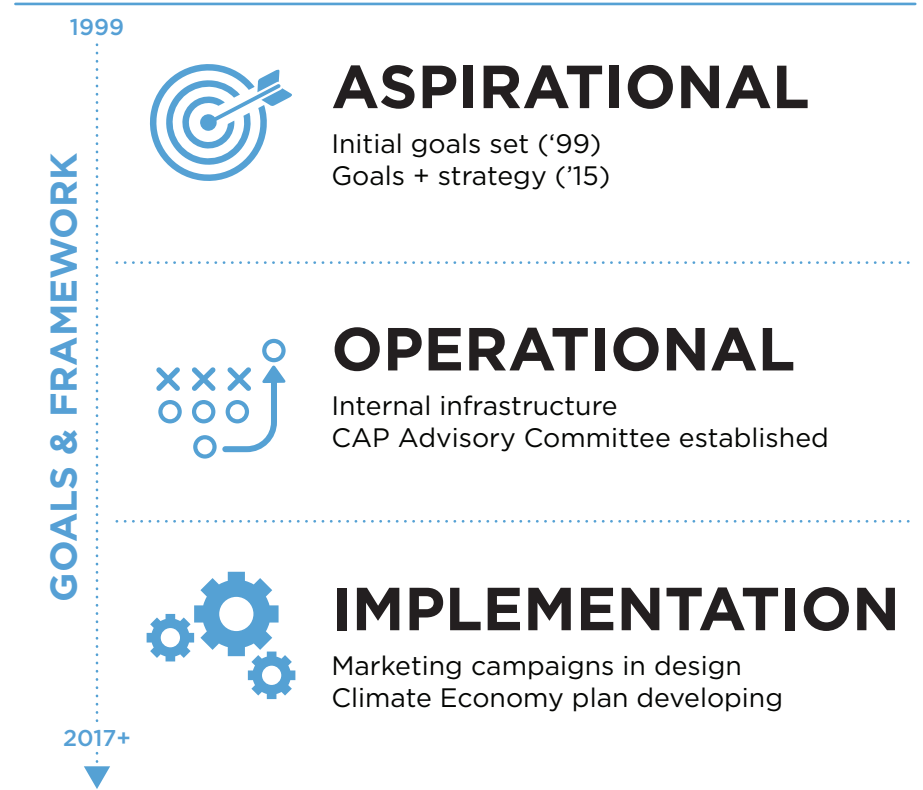 1999
GOALS & FRAMEWORK
ASPIRATIONAL
Initial goals set (‘99)
Goals + strategy (’15)
OPERATIONAL
Internal infrastructure
CAP Advisory Committee established
IMPLEMENTATION
Marketing campaigns in design
Climate Economy plan developing
2017+